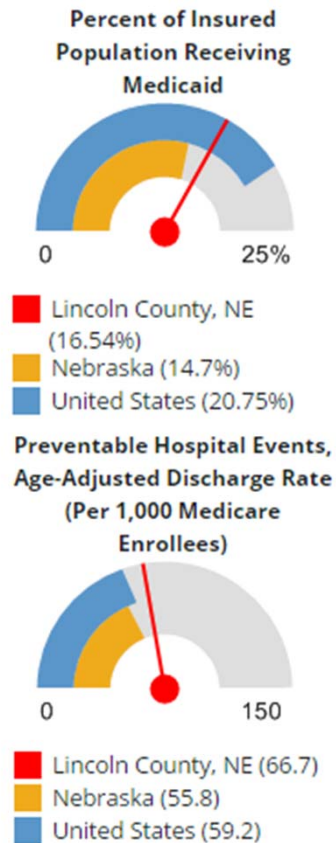 Percent of Insured
Population Receiving
Medicaid
0 25%
Lincoln County, NE
(16.54%)
Nebraska (14.7%)
United States (20.75%)
Preventable Hospital Events,
Age-Adjusted Discharge Rate
(Per 1,000 Medicare
Enrollees)
0 150
Lincoln County, NE (66.7)
Nebraska (55.8)
United States (59.2)